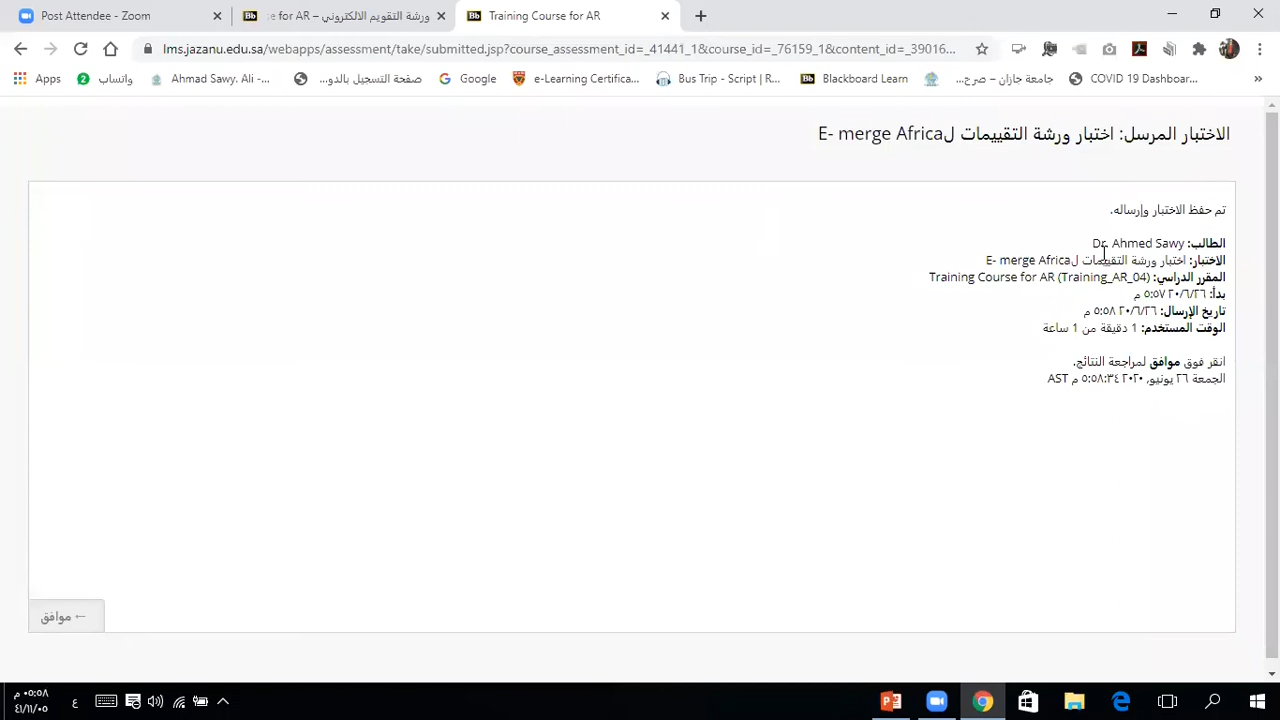 Post Attendee - Zoom
ورشة التقويم الالكتروني – e for AR
Training Course for AR
lms.jazanu.edu.sa/webapps/assessment/take/submitted.jsp?course_assessment_id=_41441_1&course_id=_76159_1&content_id=_39016...
Apps
واتساب
Ahmad Sawy. Ali -...
صفحة التسجيل بالدو...
Google
e-Learning Certifica...
Bus Trip - Script | R...
Blackboard Learn
جامعة جازان – صرح...
COVID 19 Dashboar...
الاختبار المرسل: اختبار ورشة التقييمات لE- merge Africa
تم حفظ الاختبار وإرساله.
الطالب: Dr. Ahmed Sawy
الاختبار: اختبار ورشة التقييمات لE- merge Africa
المقرر الدراسي: Training Course for AR (Training_AR_04)
بدأ: ٢٠/٦/٢٦ ٥:٥٧ م
تاريخ الإرسال: ٢٠/٦/٢٦ ٥:٥٨ م
الوقت المستخدم: 1 دقيقة من 1 ساعة
انقر فوق موافق لمراجعة النتائج.
الجمعة ٢٦ يونيو, ٢٠٢٠ ٥:٥٨:٣٤ م AST
← موافق
٠٥:٥٨ م
٤١/١١/٠٥
ع